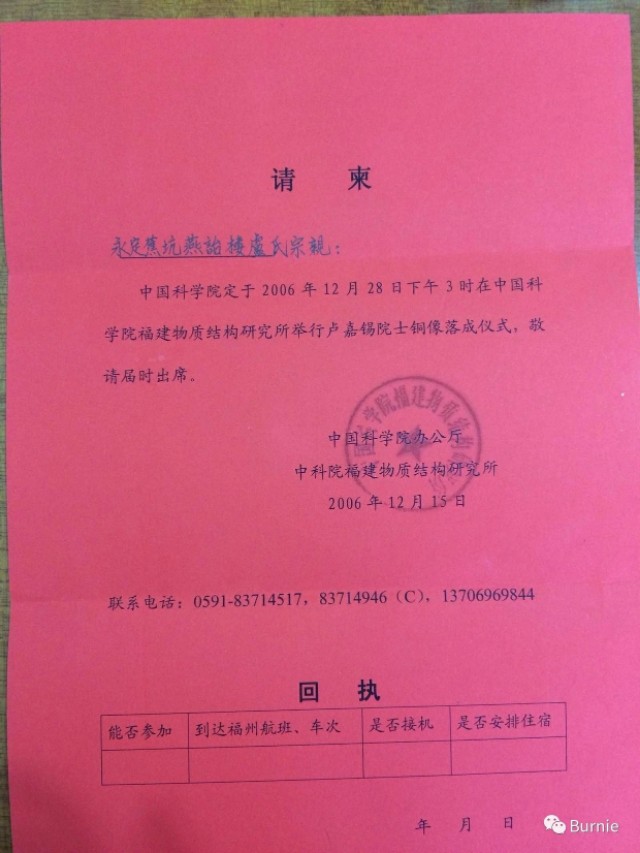 请 柬
永定蕉坑燕诒楼盧氏宗親：
中国科学院定于 2006 年 12 月 28 日下午 3 时在中国科
学院福建物质结构研究所举行卢嘉锡院士铜像落成仪式，敬
请届时出席。
中国科学院办公厅
中科院福建物质结构研究所
2006 年 12 月 15 日
联系电话：0591-83714517，83714946（C），13706969844
回 执
能否参加 到达福州航班、车次 是否接机 是否安排住宿
年 月 日
Burnie